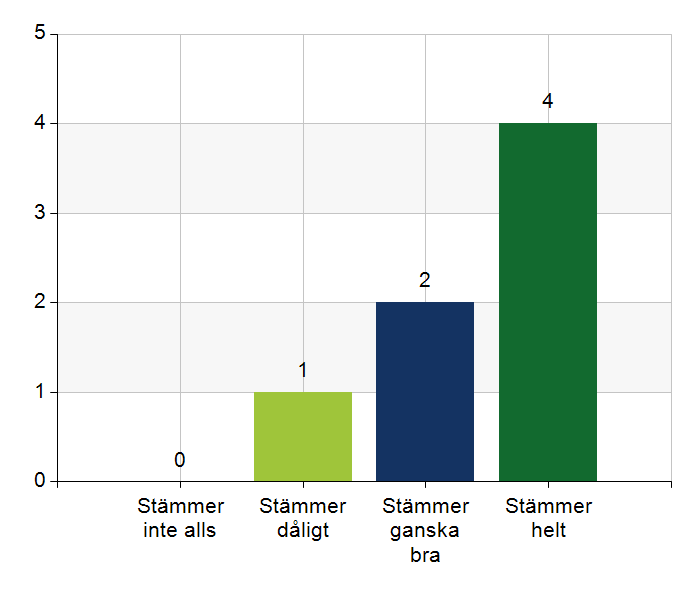 5
4
4
3
2
2
1
1
0
0
Stämmer
inte alls
Stämmer
dåligt
Stämmer
ganska
bra
Stämmer
helt